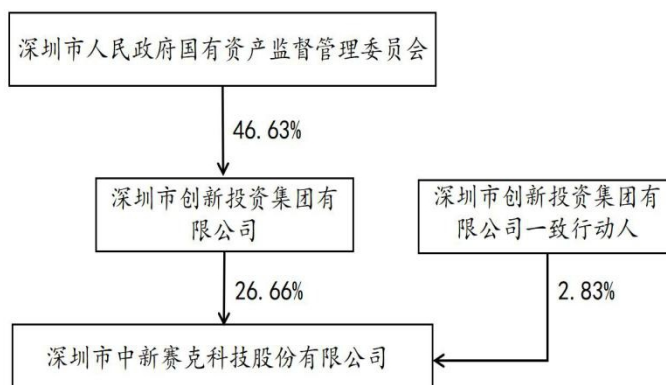 深圳市人民政府国有资产监督管理委员会
46.63%
深圳市创新投资集团有
限公司
深圳市创新投资集团有
限公司一致行动人
26.66%
2.83%
深圳市中新赛克科技股份有限公司